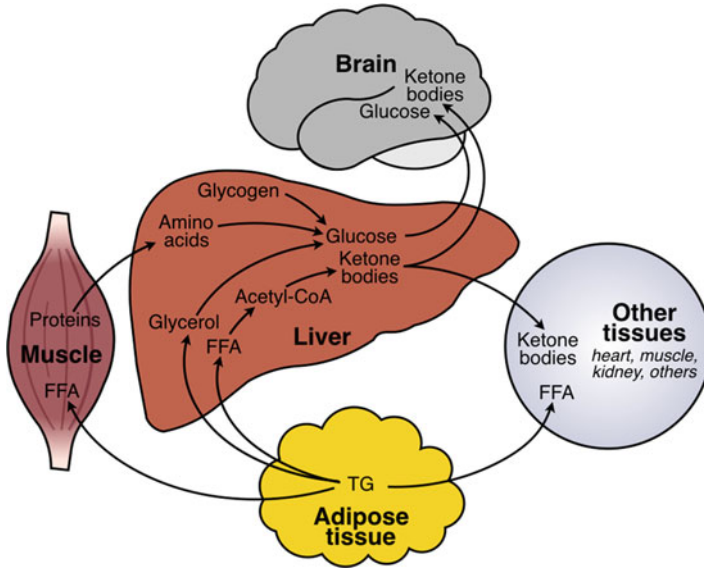 Brain
Ketone
bodies
Glucose
Glycogen
Amino
acids
Glucose
Ketone
bodies
Acetyl-CoA
Glycerol
FFA
Liver
Proteins
Muscle
FFA
Other
tissues
heart, muscle,
kidney, others
Ketone
bodies
FFA
TG
Adipose
tissue